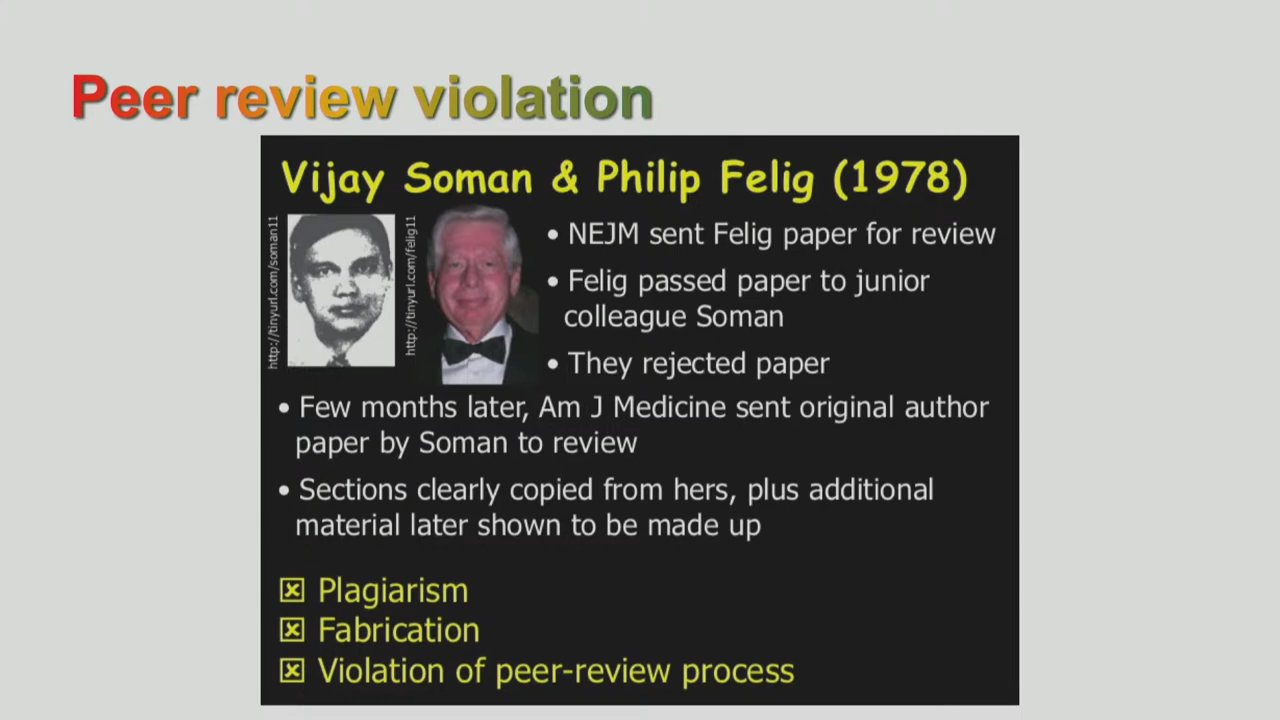 Peer review violation
Vijay Soman & Philip Felig (1978)
http://tinyurl.com/soman11
http://tinyurl.com/felig11
• NEJM sent Felig paper for review
• Felig passed paper to junior
colleague Soman
• They rejected paper
• Few months later, Am J Medicine sent original author
paper by Soman to review
• Sections clearly copied from hers, plus additional
material later shown to be made up
☒ Plagiarism
☒ Fabrication
☒ Violation of peer-review process